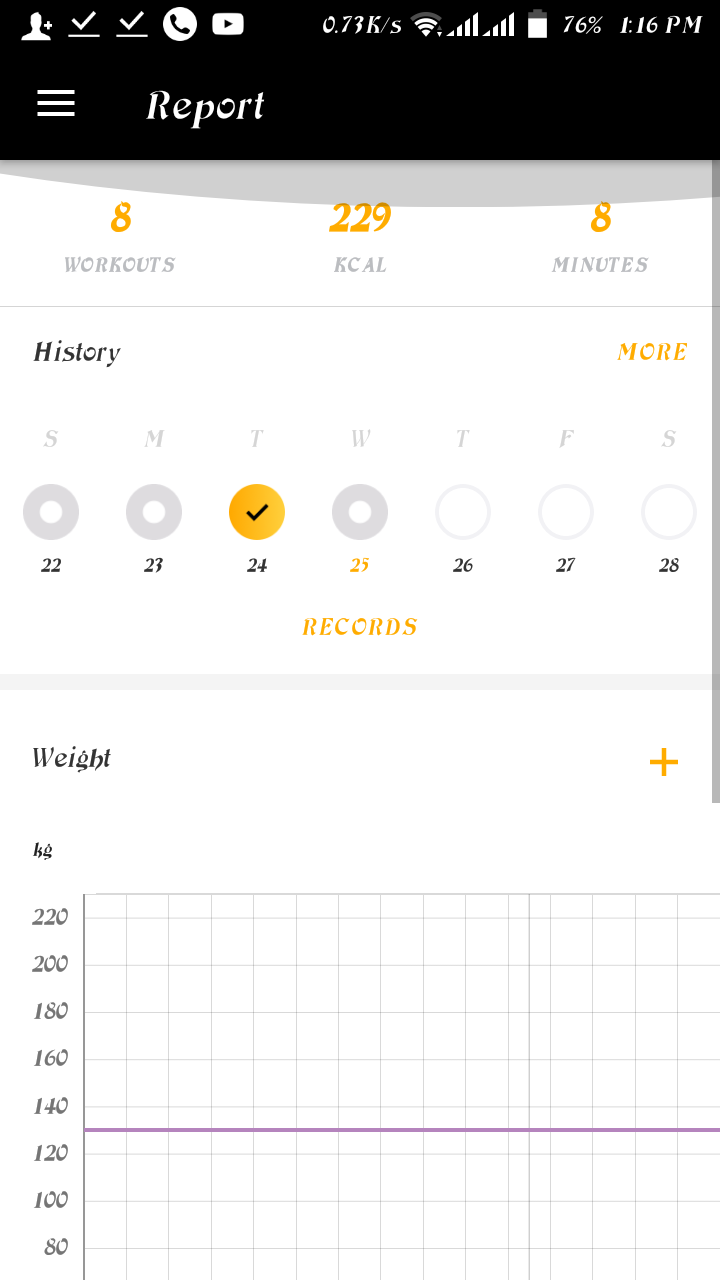 0.73K/s 76% 1:16 PM
Report
8 229 8
WORKOUTS KCAL MINUTES
History MORE
S M T W T F S
22 23 24 25 26 27 28
RECORDS
Weight
kg
220
200
180
160
140
120
100
80